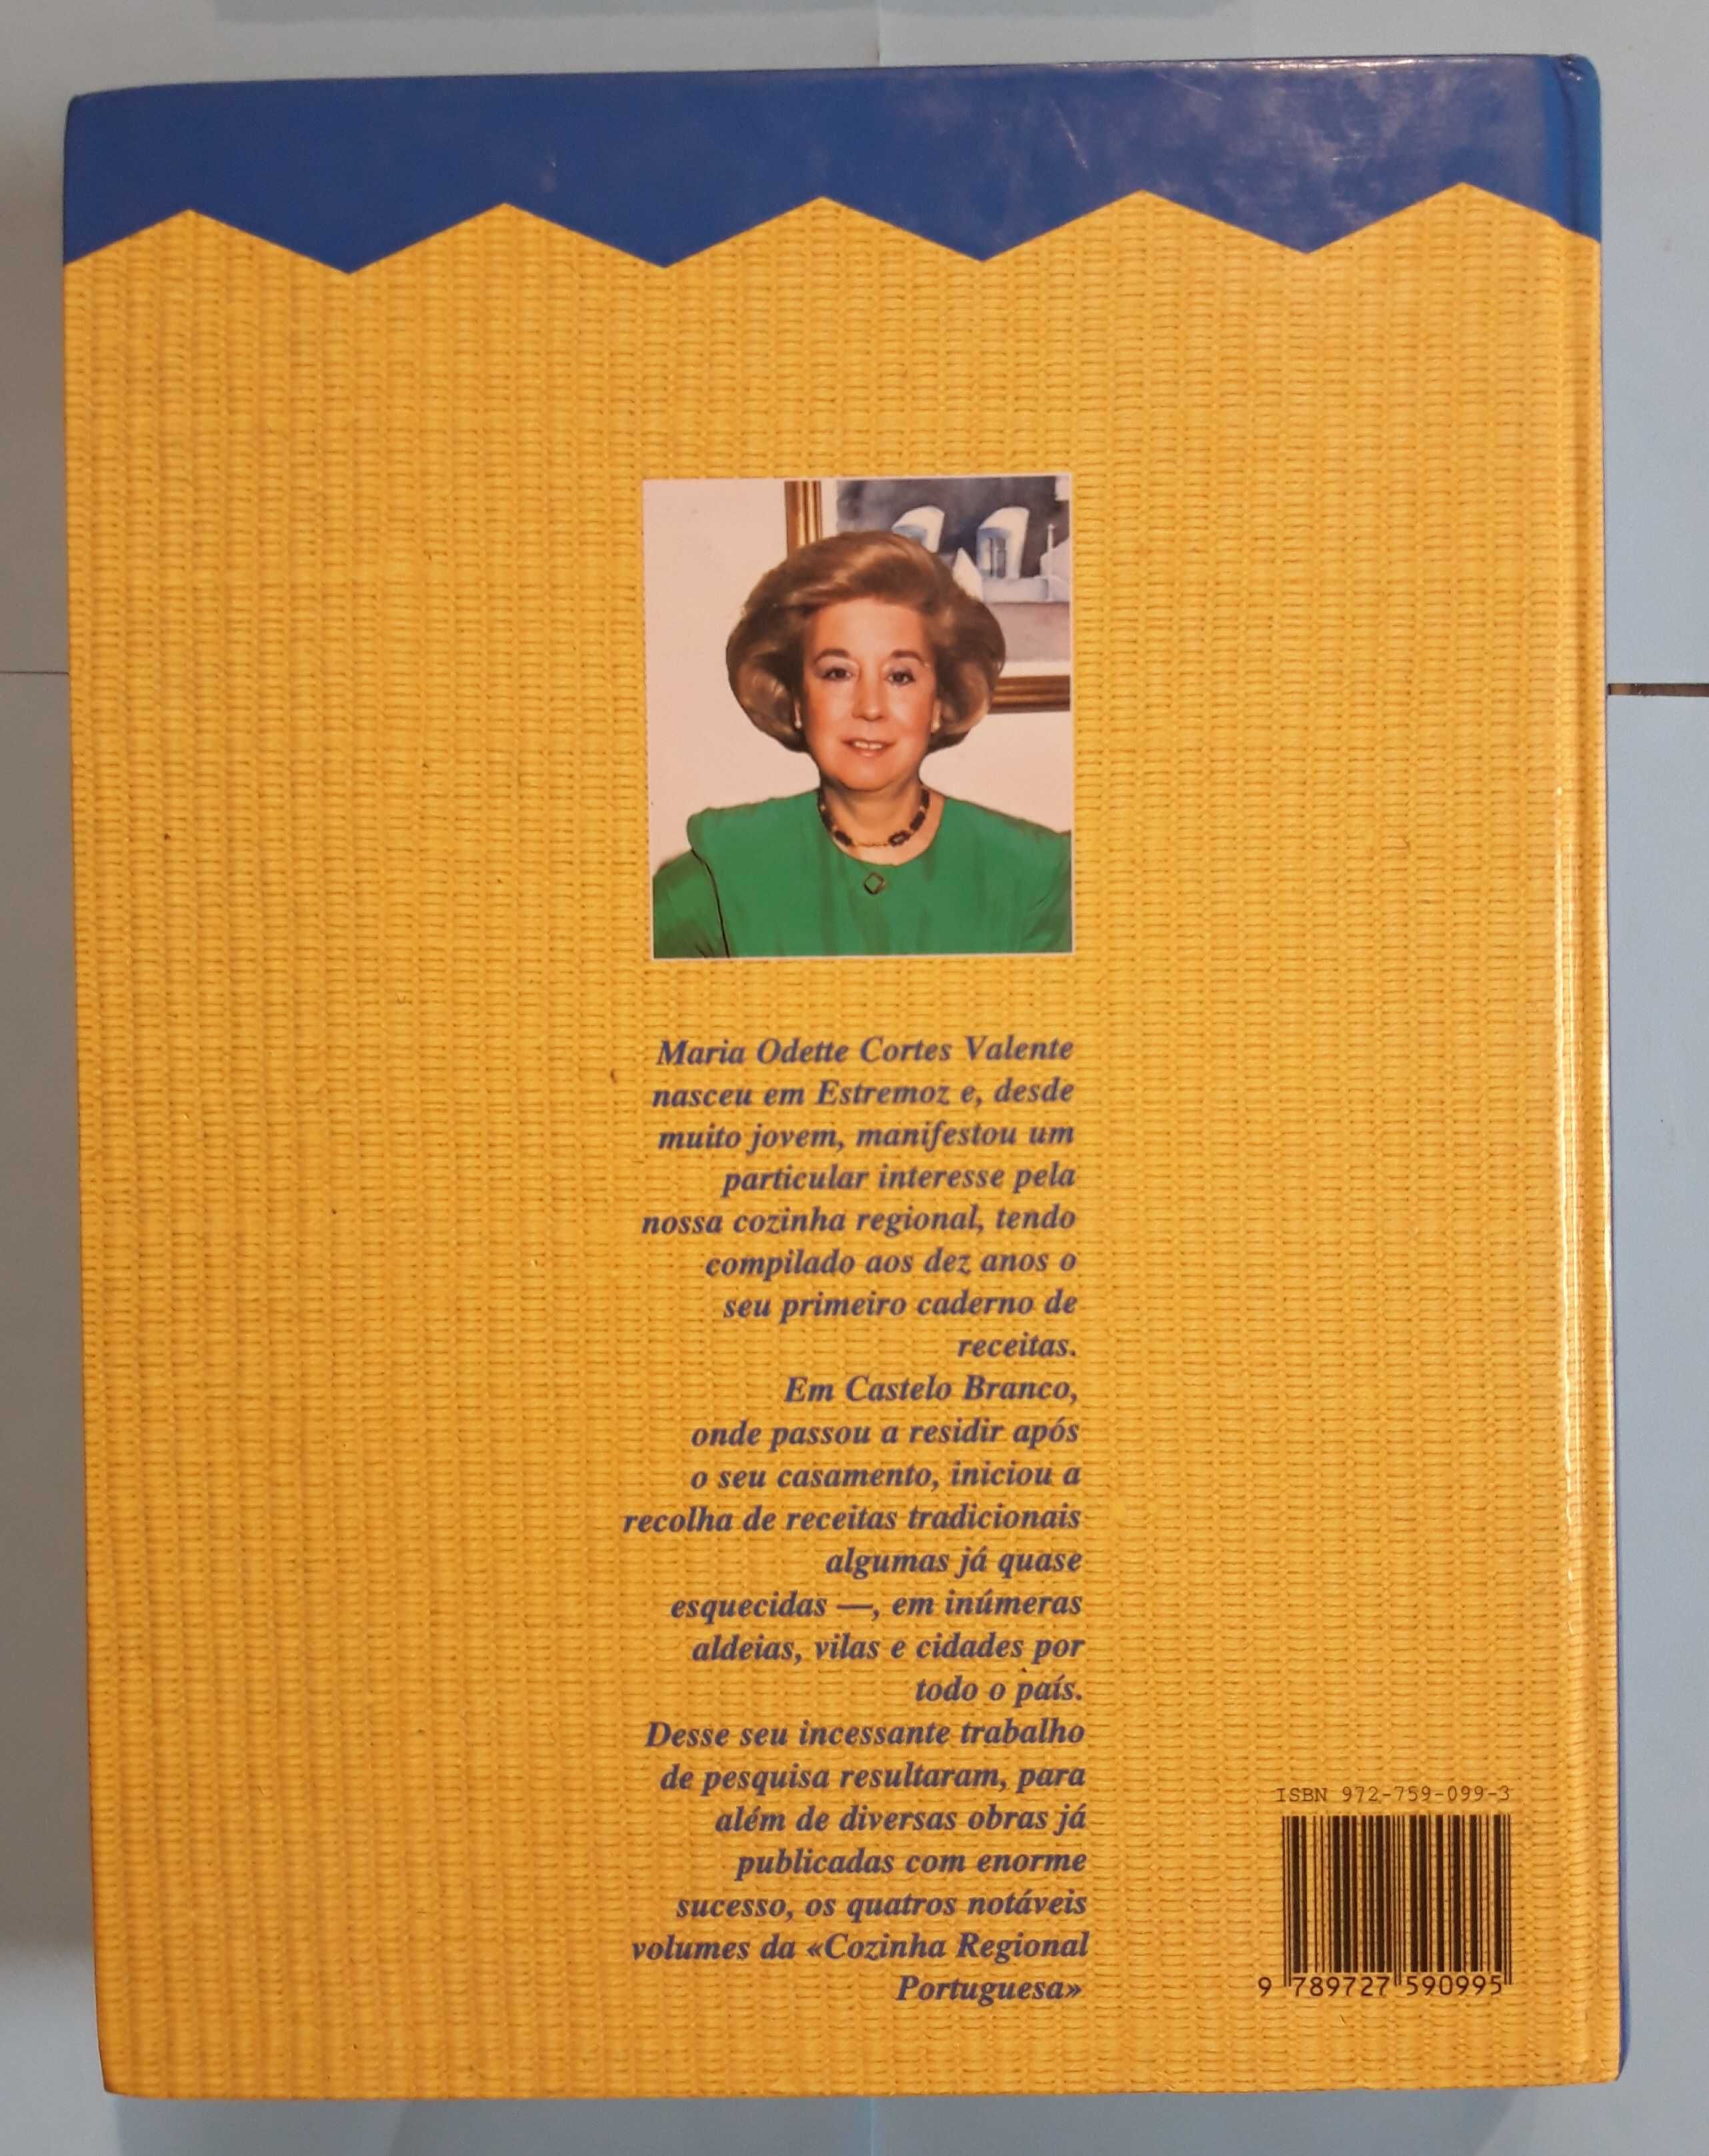 Maria Odette Cortes Valente
nasceu em Estremoz e, desde
muito jovem, manifestou um
particular interesse pela
nossa cozinha regional, tendo
compilado aos dez anos o
seu primeiro caderno de
receitas.
Em Castelo Branco,
onde passou a residir após
o seu casamento, iniciou a
recolha de receitas tradicionais
algumas já quase
esquecidas —, em inúmeras
aldeias, vilas e cidades por
todo o país.
Desse seu incessante trabalho
de pesquisa resultaram, para
além de diversas obras já
publicadas com enorme
sucesso, os quatros notáveis
volumes da «Cozinha Regional
Portuguesa»
ISBN 972-759-099-3
9 789727 590995